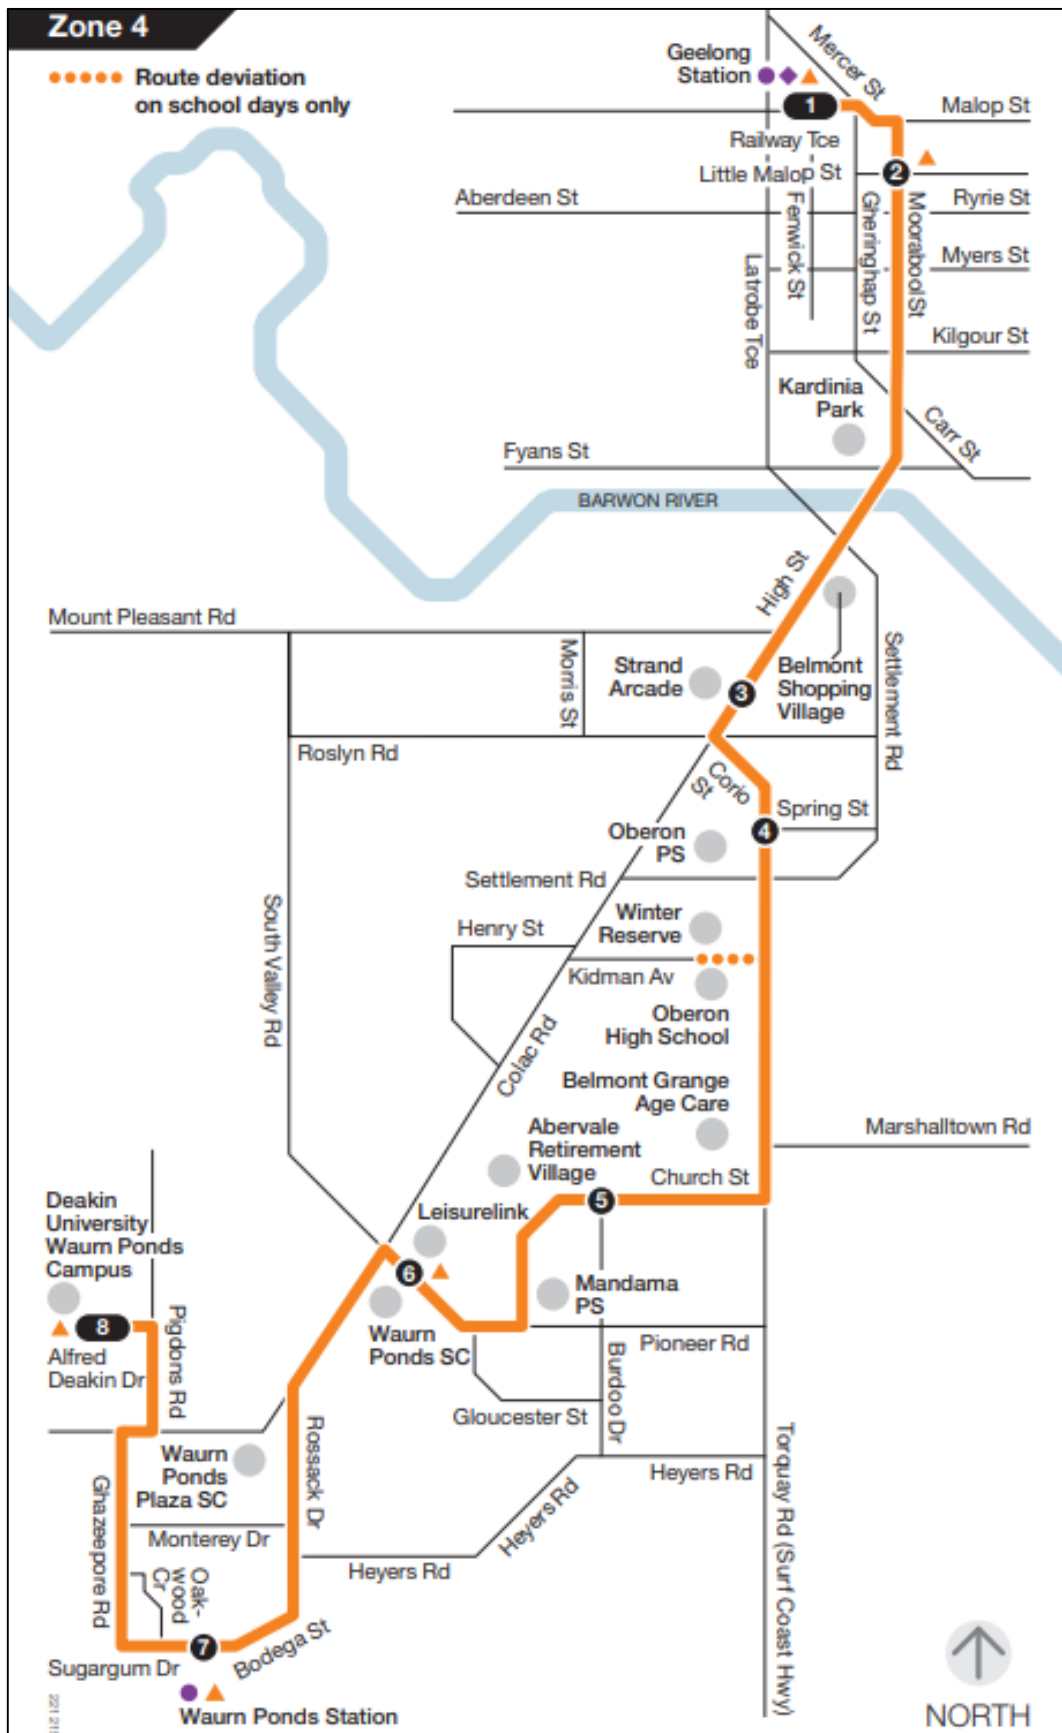 Zone 4
Route deviation
on school days only
Geelong
Station
Mercer St
1
Malop St
Railway Tce
Little Malop St
2
Aberdeen St
Ryrie St
Fenwick St
Gheringhap St
Moorabool St
Myers St
Latrobe Tce
Kilgour St
Kardinia
Park
Carr St
Fyans St
BARWON RIVER
High St
Mount Pleasant Rd
Morris St
Strand
Arcade
3
Belmont
Shopping
Village
Settlement Rd
Roslyn Rd
Corio
St
Spring St
4
Oberon
PS
Settlement Rd
South Valley Rd
Winter
Reserve
Henry St
Kidman Av
Oberon
High School
Colac Rd
Belmont Grange
Age Care
Abervale
Retirement
Village
Marshalltown Rd
Church St
5
Deakin
University
Waurn Ponds
Campus
Leisurelink
6
Mandama
PS
8
Alfred
Deakin Dr
Pigdons Rd
Waurn
Ponds SC
Pioneer Rd
Burdoo Dr
Gloucester St
Rossack Dr
Waurn
Ponds
Plaza SC
Heyers Rd
Torquay Rd (Surf Coast Hwy)
Ghazeepore Rd
Monterey Dr
Heyers Rd
Heyers Rd
Oak-
wood
Cr
7
Bodega St
Sugargum Dr
Waurn Ponds Station
NORTH